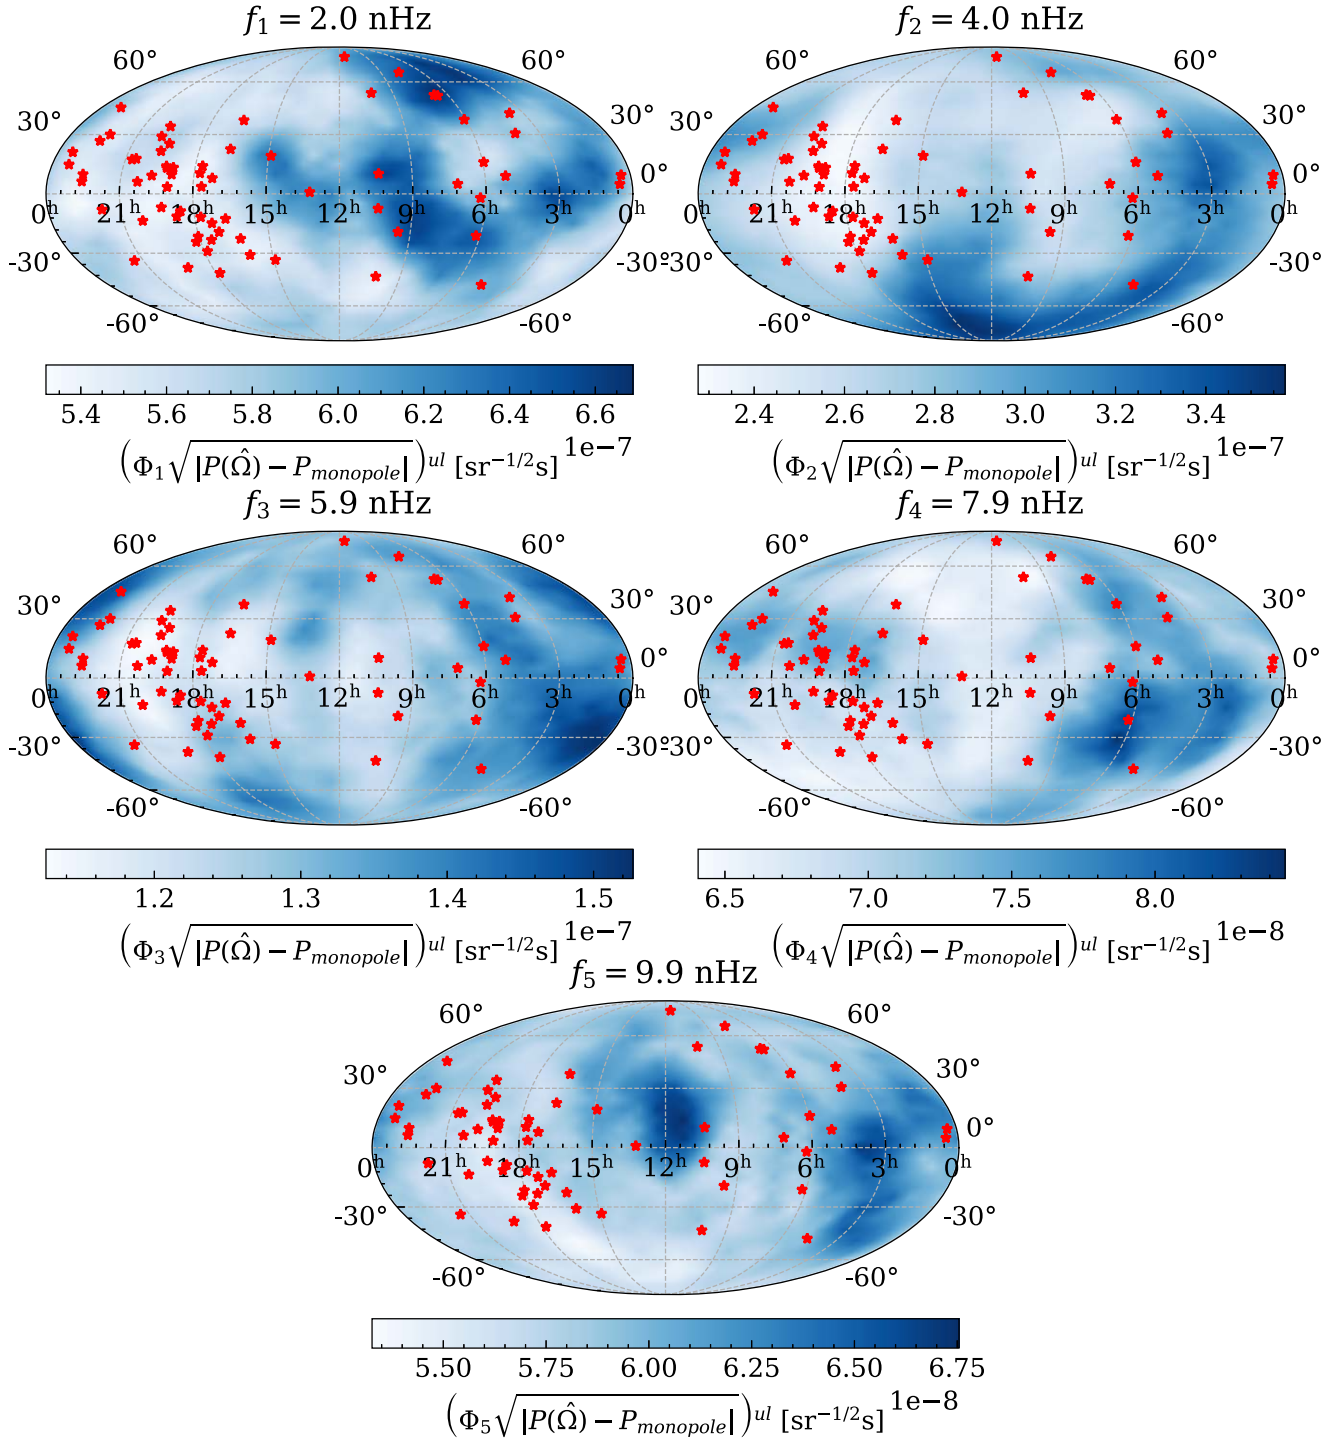 f₁ = 2.0 nHz
f₂ = 4.0 nHz
60° 60° 60° 60°
30° 30° 30° 30°
0° 0°
0ʰ 21ʰ 18ʰ 15ʰ 12ʰ 9ʰ 6ʰ 3ʰ 0ʰ
0ʰ 21ʰ 18ʰ 15ʰ 12ʰ 9ʰ 6ʰ 3ʰ 0ʰ
-30° -30° -30° -30°
-60° -60° -60° -60°
5.4 5.6 5.8 6.0 6.2 6.4 6.6
2.4 2.6 2.8 3.0 3.2 3.4
(Φ₁√|P(Ω̂) − P_monopole|)ᵘˡ [sr⁻¹ᐟ²s] 1e−7
(Φ₂√|P(Ω̂) − P_monopole|)ᵘˡ [sr⁻¹ᐟ²s] 1e−7
f₃ = 5.9 nHz
f₄ = 7.9 nHz
60° 60° 60° 60°
30° 30° 30° 30°
0° 0°
0ʰ 21ʰ 18ʰ 15ʰ 12ʰ 9ʰ 6ʰ 3ʰ 0ʰ
0ʰ 21ʰ 18ʰ 15ʰ 12ʰ 9ʰ 6ʰ 3ʰ 0ʰ
-30° -30° -30° -30°
-60° -60° -60° -60°
1.2 1.3 1.4 1.5
6.5 7.0 7.5 8.0
(Φ₃√|P(Ω̂) − P_monopole|)ᵘˡ [sr⁻¹ᐟ²s] 1e−7
(Φ₄√|P(Ω̂) − P_monopole|)ᵘˡ [sr⁻¹ᐟ²s] 1e−8
f₅ = 9.9 nHz
60° 60°
30° 30°
0°
0ʰ 21ʰ 18ʰ 15ʰ 12ʰ 9ʰ 6ʰ 3ʰ 0ʰ
-30° -30°
-60° -60°
5.50 5.75 6.00 6.25 6.50 6.75
(Φ₅√|P(Ω̂) − P_monopole|)ᵘˡ [sr⁻¹ᐟ²s] 1e−8